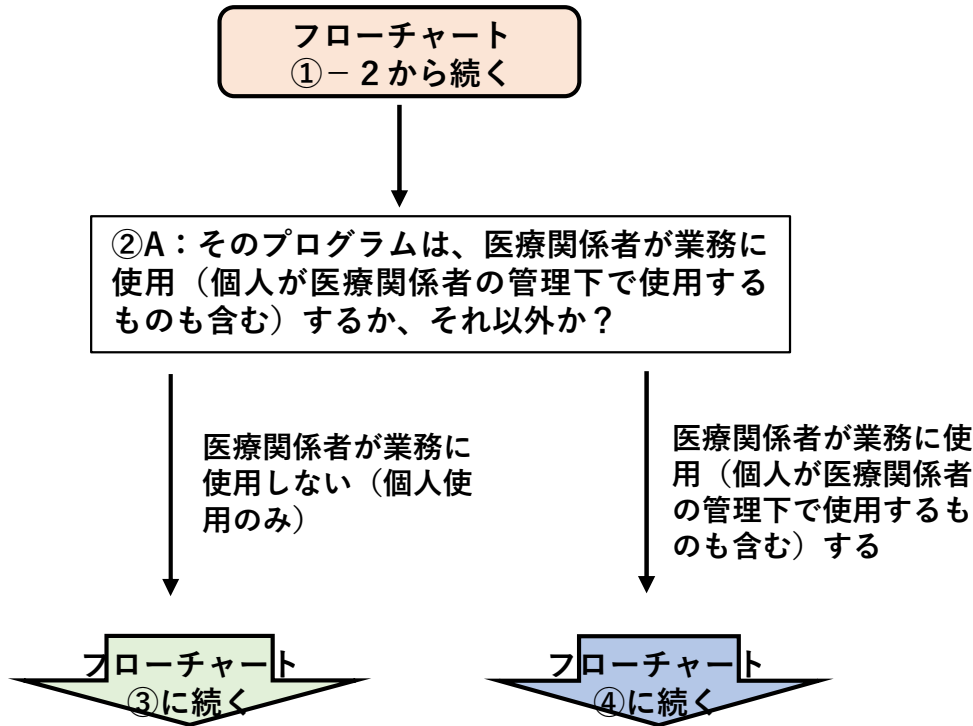 フローチャート
①－２から続く
②A：そのプログラムは、医療関係者が業務に
使用（個人が医療関係者の管理下で使用する
ものも含む）するか、それ以外か？
医療関係者が業務に
使用しない（個人使
用のみ）
医療関係者が業務に使
用（個人が医療関係者
の管理下で使用するも
のも含む）する
フローチャート
③に続く
フローチャート
④に続く